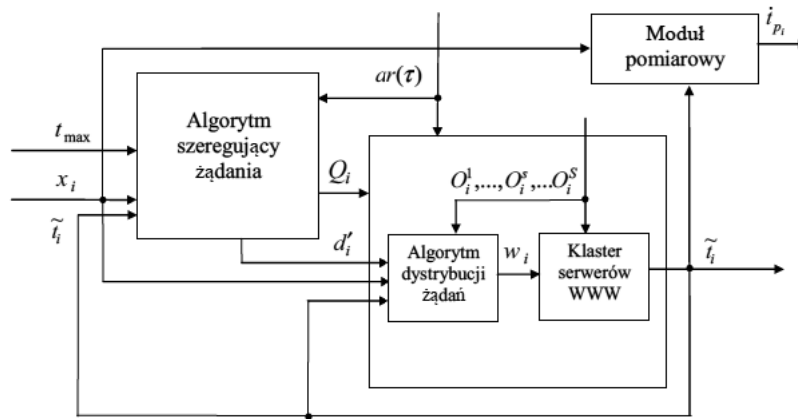 Moduł
pomiarowy
i̇_{p_i}
ar(τ)
Algorytm
szeregujący
żądania
t_max
x_i
t̃_i
Q_i
d'_i
O_i^1,...,O_i^s,...O_i^S
Algorytm
dystrybucji
żądań
w_i
Klaster
serwerów
WWW
t̃_i